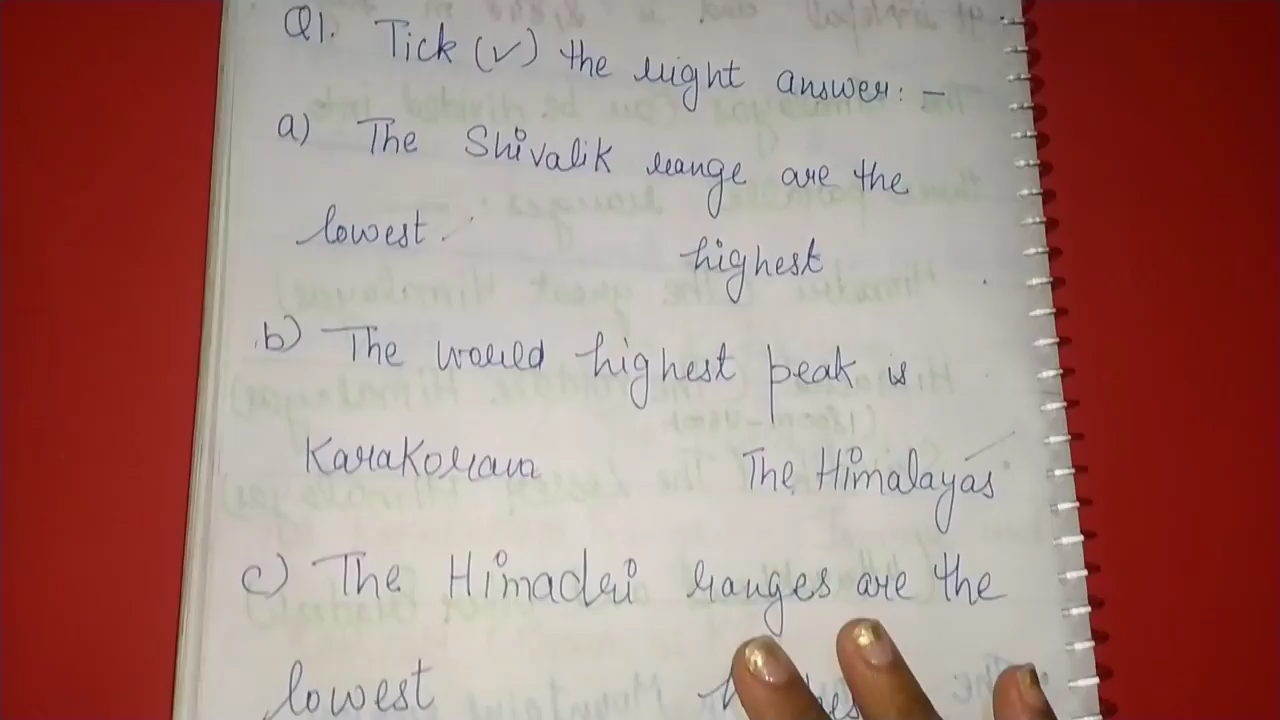 Q1. Tick (✓) the right answer: -
a) The Shivalik range are the
lowest
highest
b) The world highest peak is
Karakoram
The Himalayas
c) The Himadri ranges are the
lowest